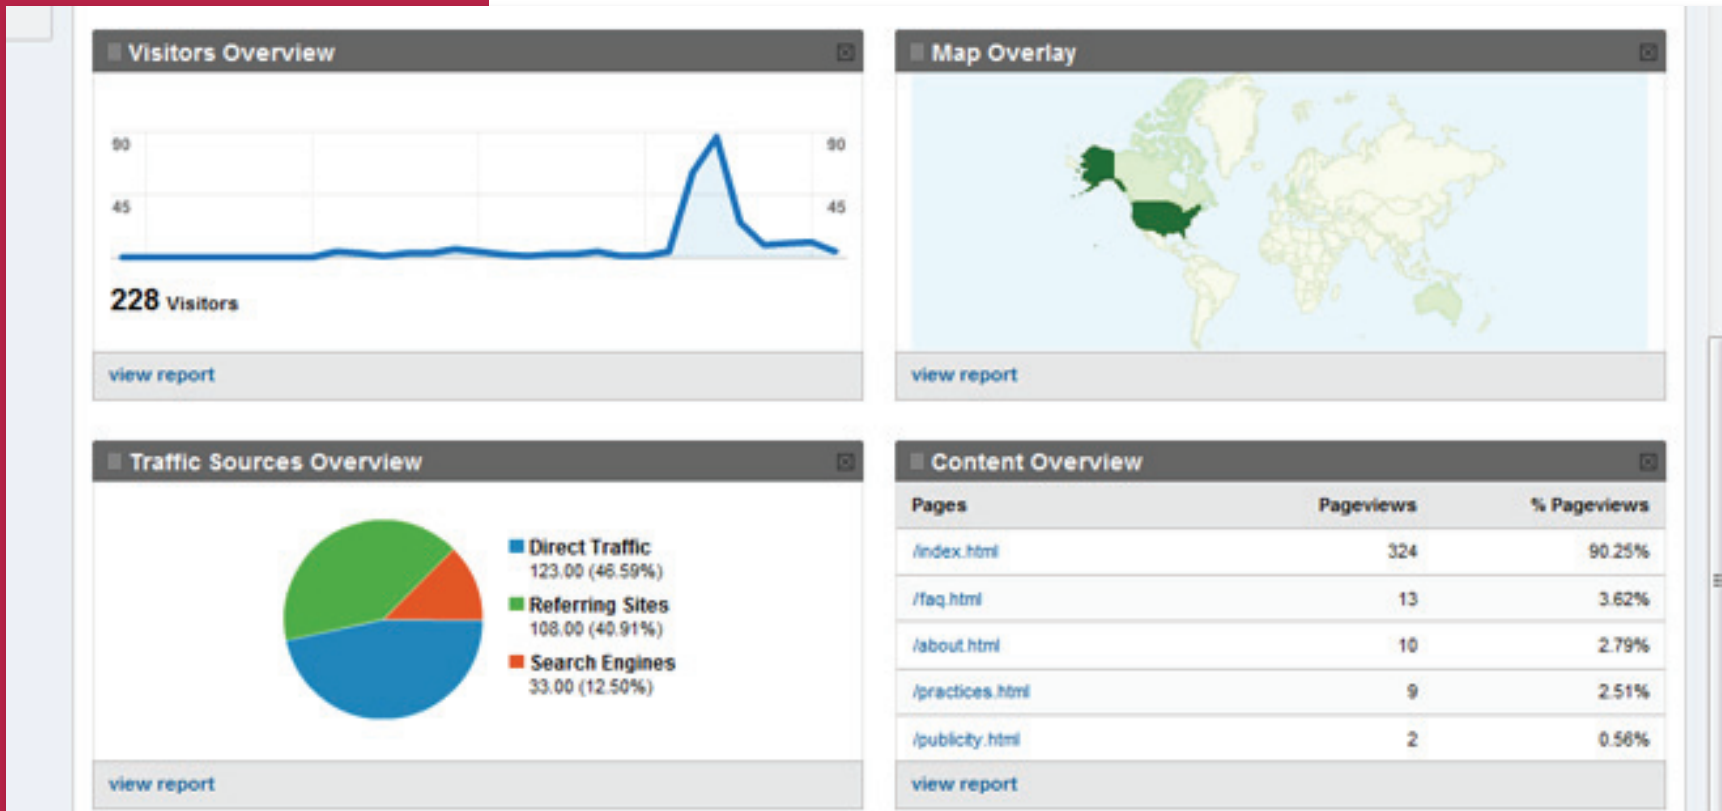 Visitors Overview
90 90
45 45
228 Visitors
view report
Map Overlay
view report
Traffic Sources Overview
Direct Traffic
123.00 (46.59%)
Referring Sites
108.00 (40.91%)
Search Engines
33.00 (12.50%)
view report
Content Overview
Pages Pageviews % Pageviews
/index.html 324 90.25%
/faq.html 13 3.62%
/about.html 10 2.79%
/practices.html 9 2.51%
/publicity.html 2 0.56%
view report